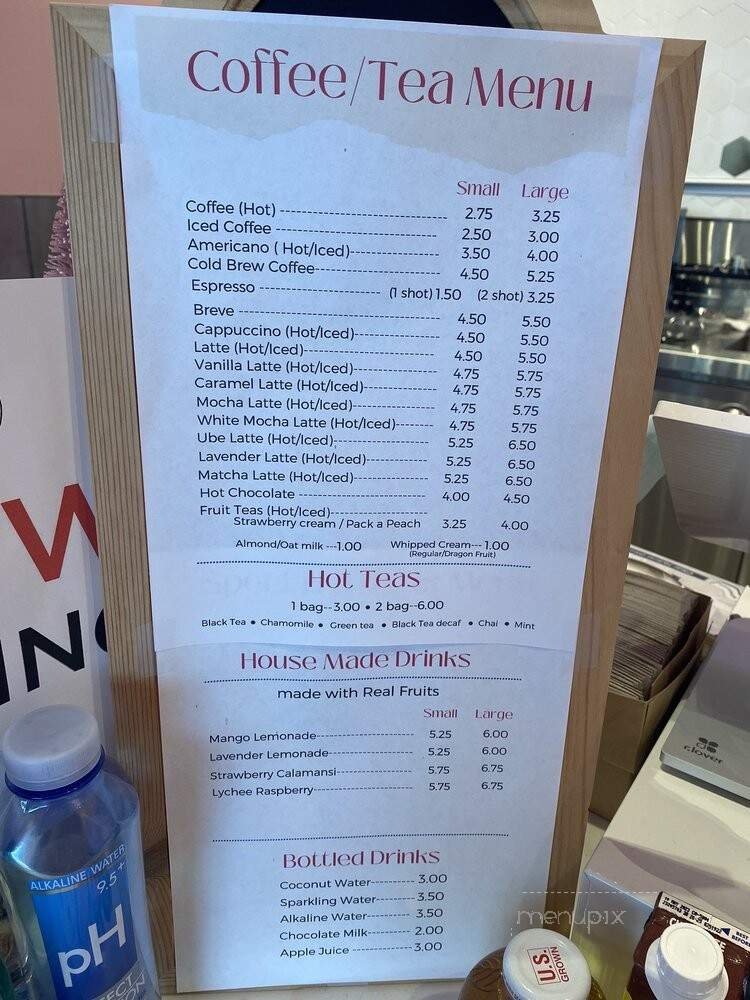 Coffee/Tea Menu
Small Large
Coffee (Hot) ---------------------------------- 2.75 3.25
Iced Coffee ---------------------------------- 2.50 3.00
Americano ( Hot/Iced)------------------ 3.50 4.00
Cold Brew Coffee------------------------- 4.50 5.25
Espresso ------------------------- (1 shot) 1.50 (2 shot) 3.25
Breve ----------------------------------------- 4.50 5.50
Cappuccino (Hot/Iced)----------------- 4.50 5.50
Latte (Hot/Iced)--------------------------- 4.50 5.50
Vanilla Latte (Hot/Iced)----------------- 4.75 5.75
Caramel Latte (Hot/Iced)--------------- 4.75 5.75
Mocha Latte (Hot/Iced)----------------- 4.75 5.75
White Mocha Latte (Hot/Iced)------- 4.75 5.75
Ube Latte (Hot/Iced)-------------------- 5.25 6.50
Lavender Latte (Hot/Iced)------------- 5.25 6.50
Matcha Latte (Hot/Iced)---------------- 5.25 6.50
Hot Chocolate --------------------------- 4.00 4.50
Fruit Teas (Hot/Iced)--------------------
Strawberry cream / Pack a Peach 3.25 4.00
Almond/Oat milk ---1.00 Whipped Cream--- 1.00
(Regular/Dragon Fruit)
Hot Teas
1 bag--3.00 • 2 bag--6.00
Black Tea • Chamomile • Green tea • Black Tea decaf • Chai • Mint
House Made Drinks
made with Real Fruits
Small Large
Mango Lemonade------------------------ 5.25 6.00
Lavender Lemonade--------------------- 5.25 6.00
Strawberry Calamansi------------------- 5.75 6.75
Lychee Raspberry------------------------- 5.75 6.75
Bottled Drinks
Coconut Water----------- 3.00
Sparkling Water---------- 3.50
Alkaline Water----------- 3.50
Chocolate Milk----------- 2.00
Apple Juice ---------------3.00
W
ALKALINE WATER
9.5+
pH
clover
menupix
U.S.
GROWN
BEST